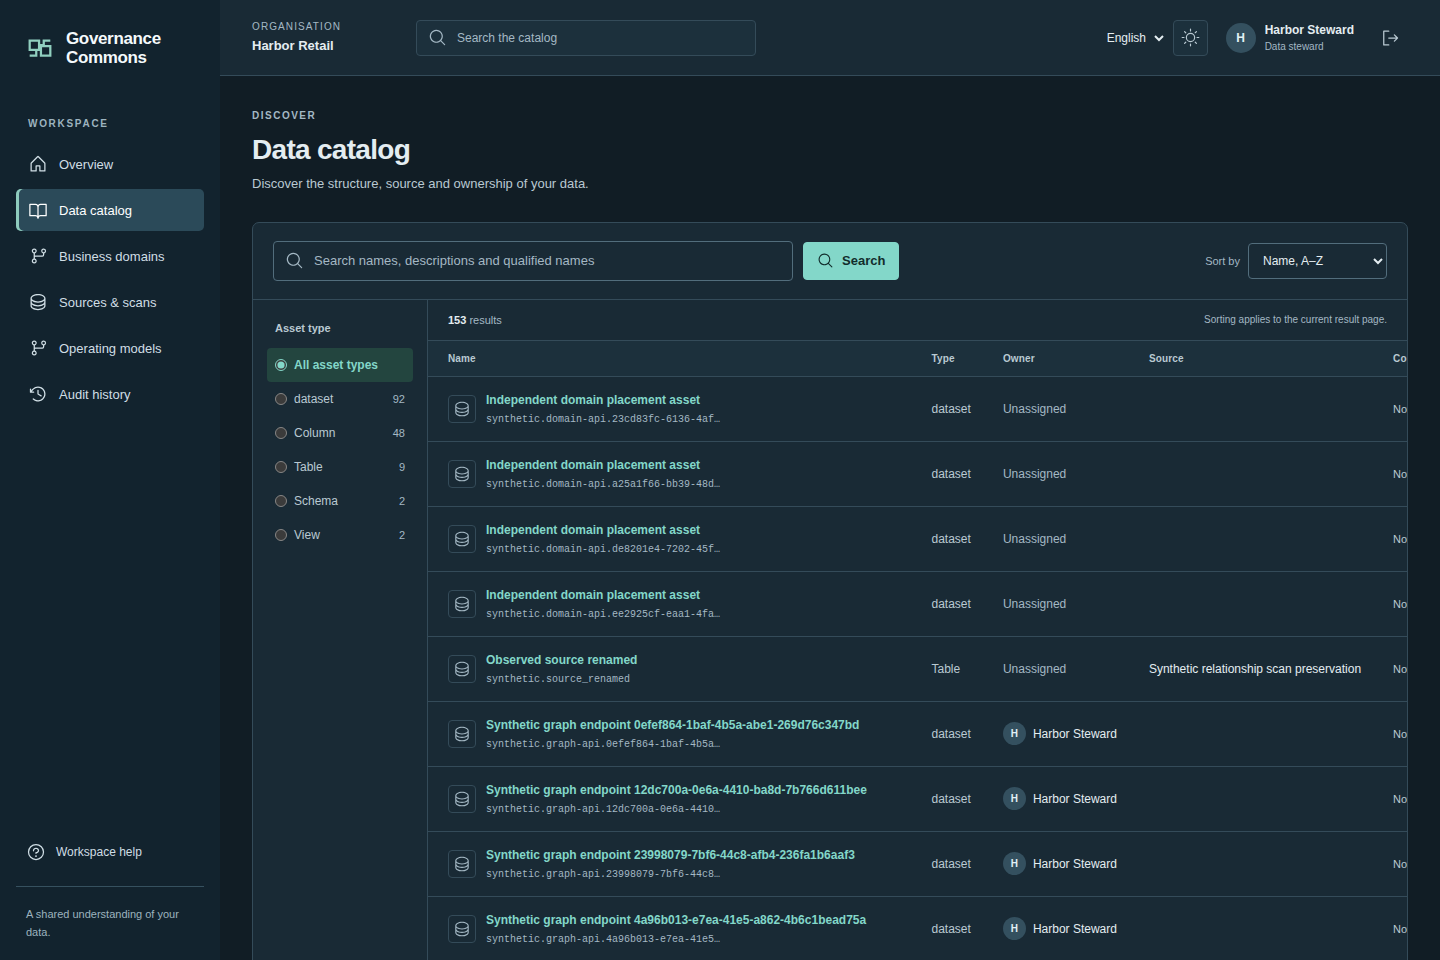 Governance
Commons
WORKSPACE
Overview
Data catalog
Business domains
Sources & scans
Operating models
Audit history
Workspace help
A shared understanding of your
data.
ORGANISATION
Harbor Retail
Search the catalog
English
H
Harbor Steward
Data steward
DISCOVER
Data catalog
Discover the structure, source and ownership of your data.
Search names, descriptions and qualified names
Search
Sort by
Name, A–Z
Asset type
All asset types
dataset 92
Column 48
Table 9
Schema 2
View 2
153 results
Sorting applies to the current result page.
Name Type Owner Source Co
Independent domain placement asset
synthetic.domain-api.23cd83fc-6136-4af…
dataset Unassigned No
Independent domain placement asset
synthetic.domain-api.a25a1f66-bb39-48d…
dataset Unassigned No
Independent domain placement asset
synthetic.domain-api.de8201e4-7202-45f…
dataset Unassigned No
Independent domain placement asset
synthetic.domain-api.ee2925cf-eaa1-4fa…
dataset Unassigned No
Observed source renamed
synthetic.source_renamed
Table Unassigned Synthetic relationship scan preservation No
Synthetic graph endpoint 0efef864-1baf-4b5a-abe1-269d76c347bd
synthetic.graph-api.0efef864-1baf-4b5a…
dataset H Harbor Steward No
Synthetic graph endpoint 12dc700a-0e6a-4410-ba8d-7b766d611bee
synthetic.graph-api.12dc700a-0e6a-4410…
dataset H Harbor Steward No
Synthetic graph endpoint 23998079-7bf6-44c8-afb4-236fa1b6aaf3
synthetic.graph-api.23998079-7bf6-44c8…
dataset H Harbor Steward No
Synthetic graph endpoint 4a96b013-e7ea-41e5-a862-4b6c1bead75a
synthetic.graph-api.4a96b013-e7ea-41e5…
dataset H Harbor Steward No